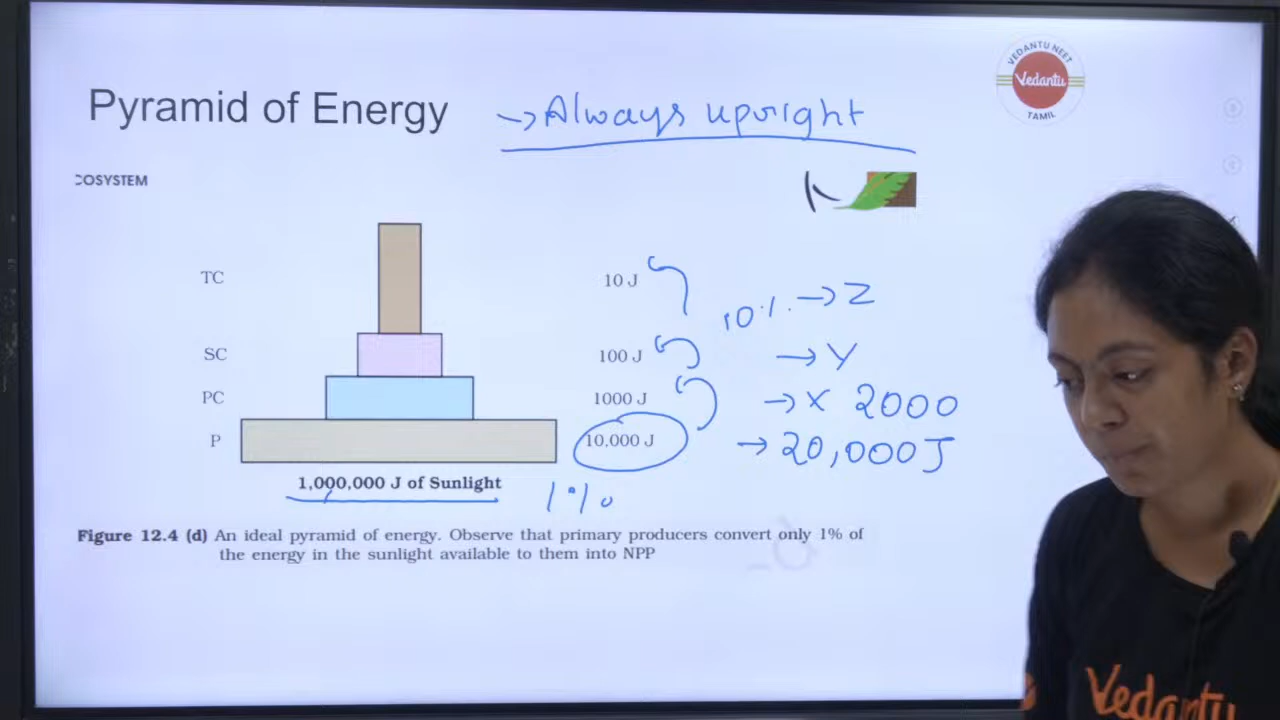 Pyramid of Energy → Always upright
VEDANTU NEET
Vedantu
TAMIL
COSYSTEM
TC 10 J 10% → Z
SC 100 J → Y
PC 1000 J → X 2000
P 10,000 J → 20,000J
1,000,000 J of Sunlight 1%
Figure 12.4 (d) An ideal pyramid of energy. Observe that primary producers convert only 1% of
the energy in the sunlight available to them into NPP
Vedantu